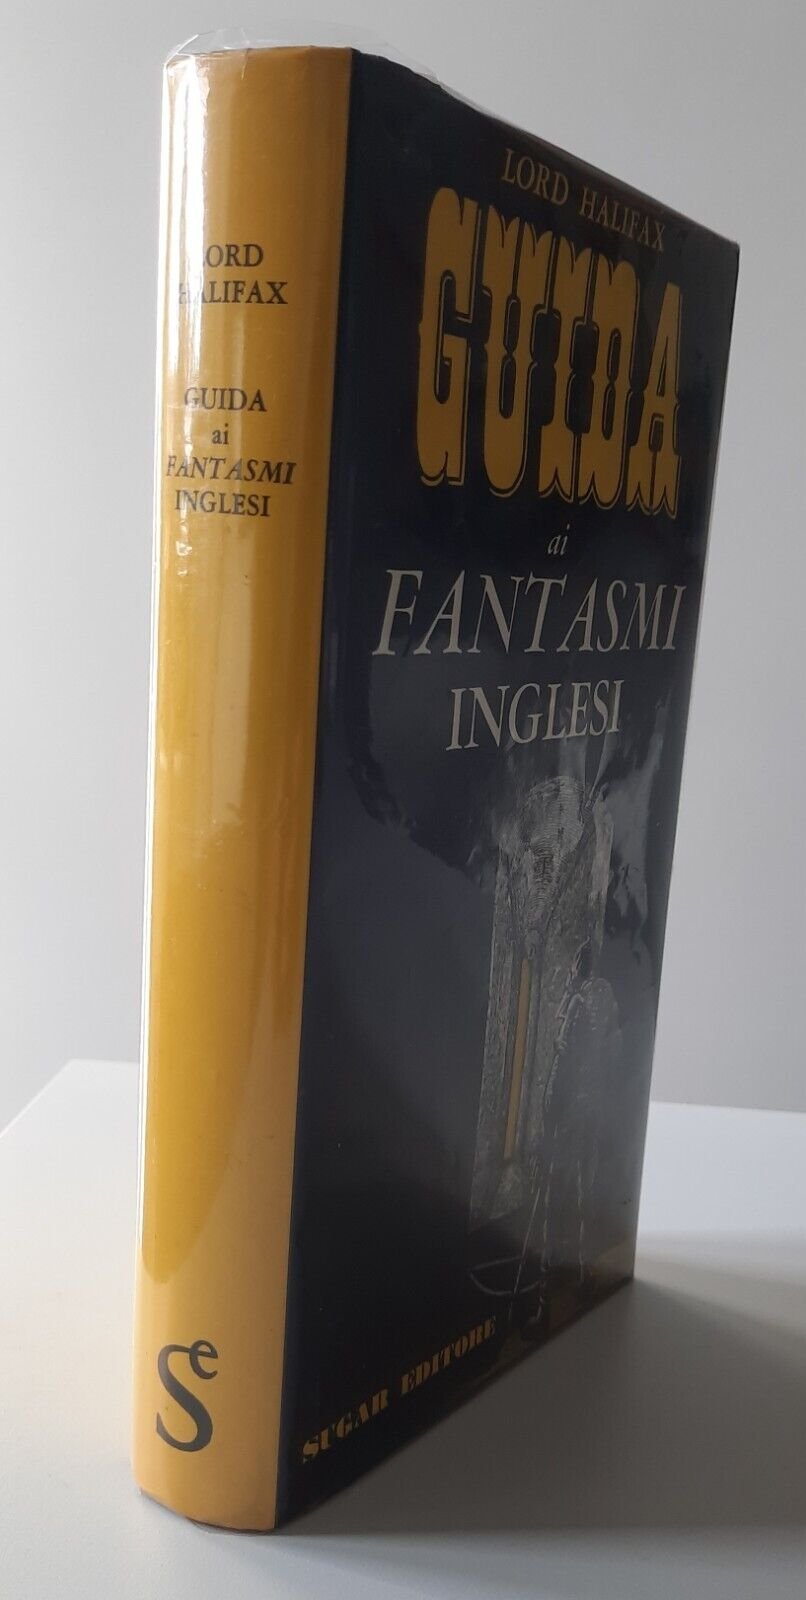 LORD
HALIFAX
GUIDA
ai
FANTASMI
INGLESI
Se
LORD HALIFAX
GUIDA
ai
FANTASMI
INGLESI
SUGAR EDITORE